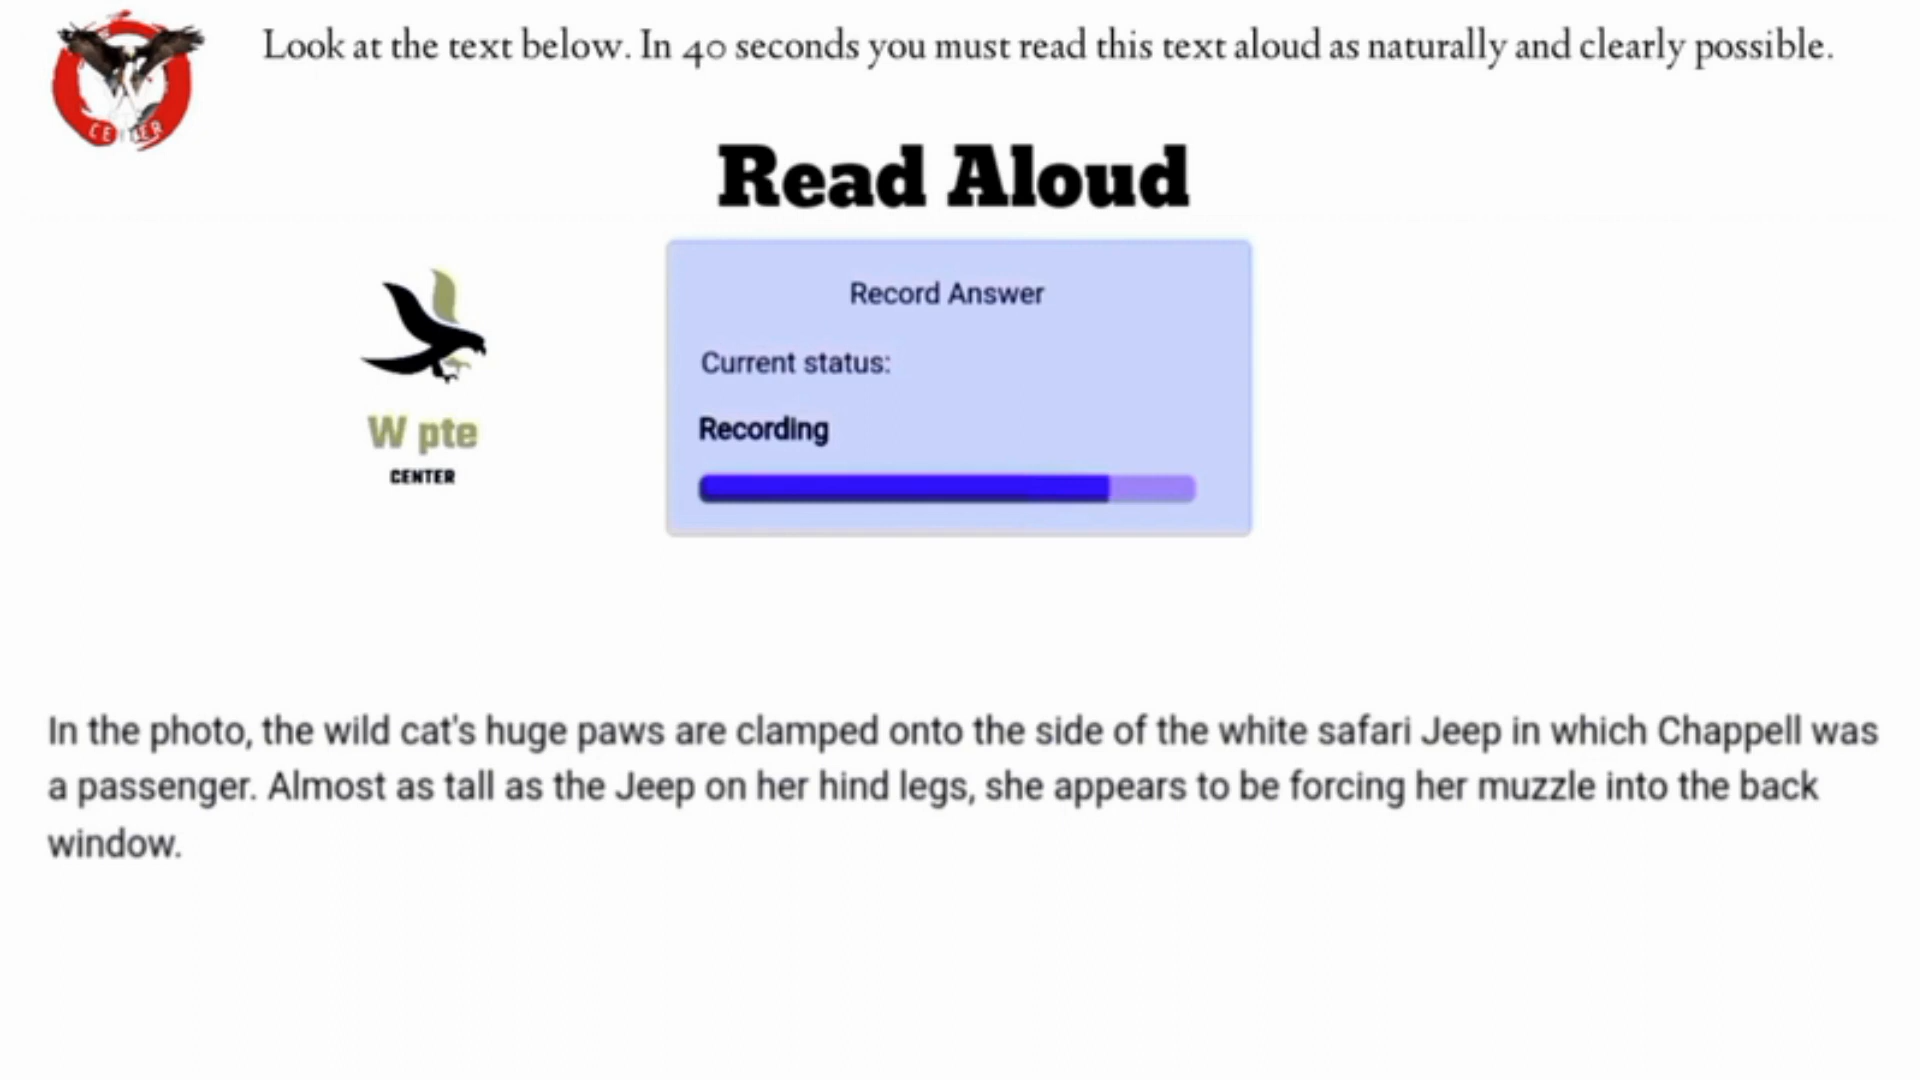 Look at the text below. In 40 seconds you must read this text aloud as naturally and clearly possible.
CENTER
Read Aloud
Record Answer
Current status:
Recording
W pte
CENTER
In the photo, the wild cat's huge paws are clamped onto the side of the white safari Jeep in which Chappell was
a passenger. Almost as tall as the Jeep on her hind legs, she appears to be forcing her muzzle into the back
window.